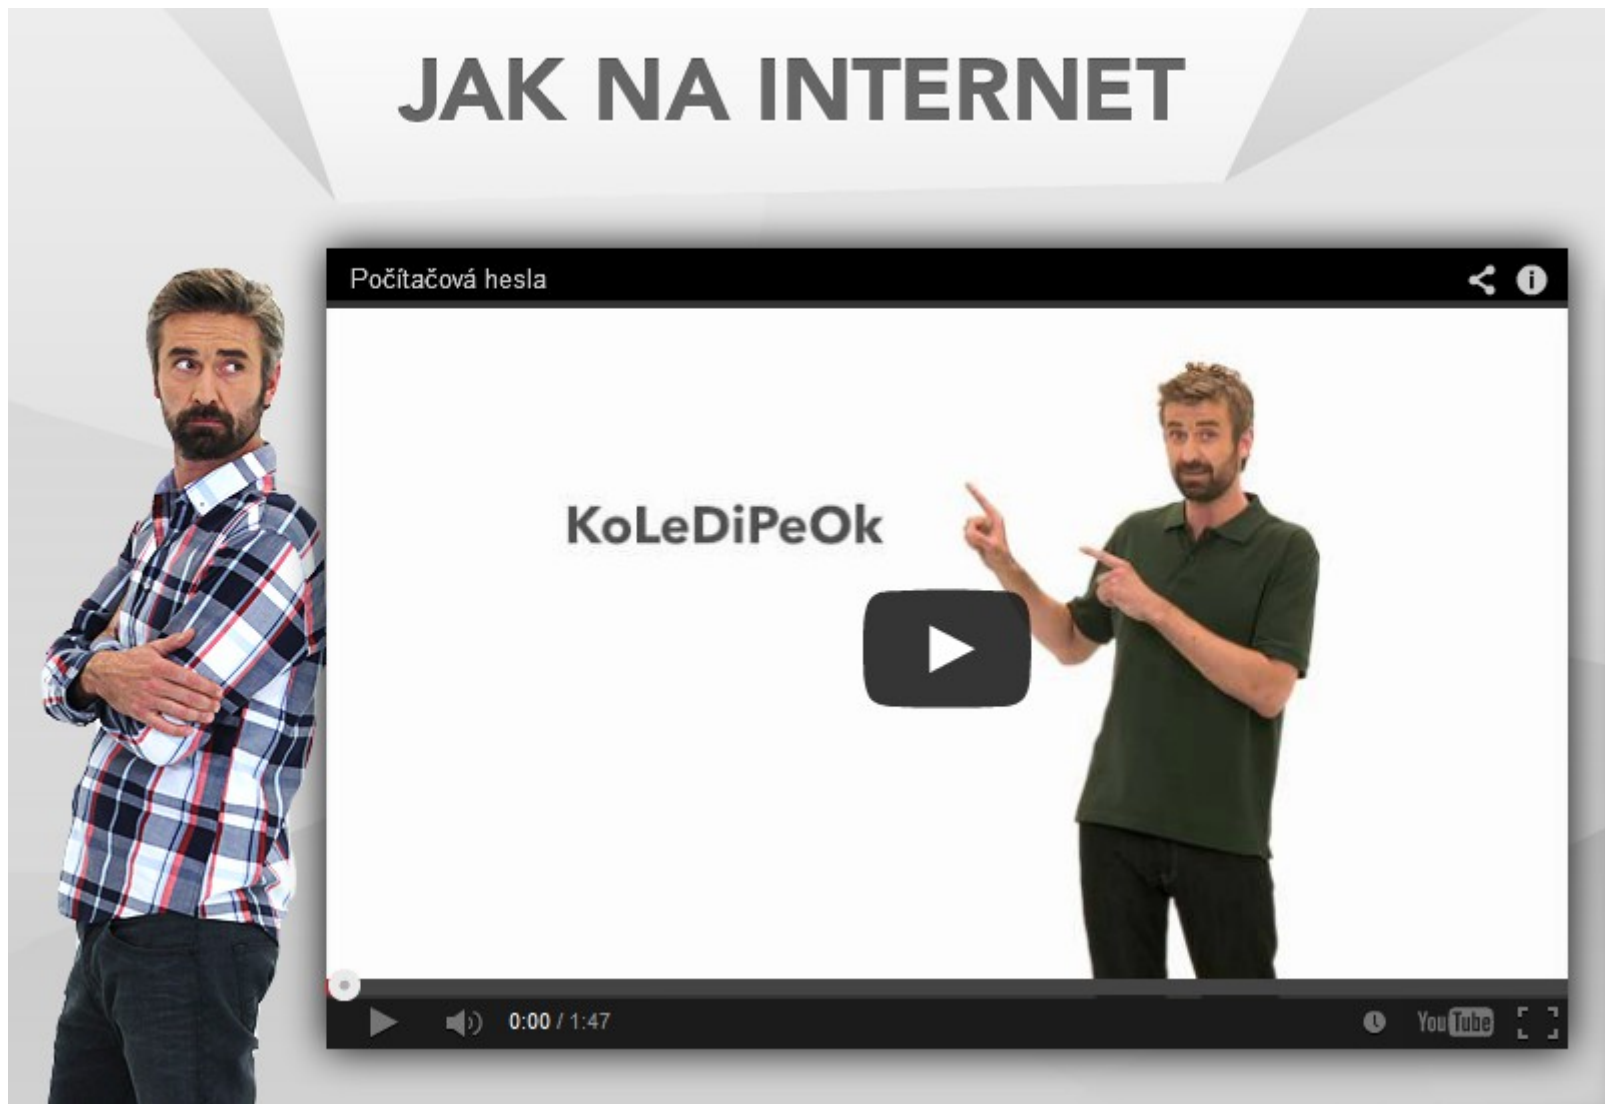 JAK NA INTERNET
Počítačová hesla
KoLeDiPeOk
0:00 / 1:47
YouTube